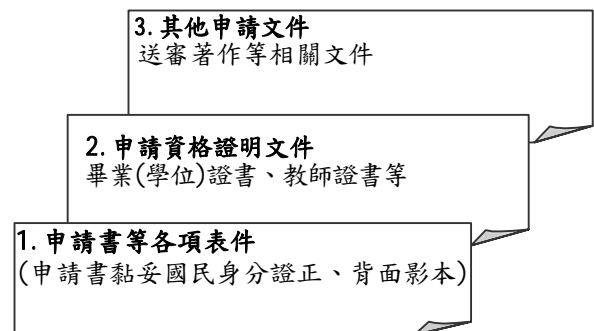 3.其他申請文件
送審著作等相關文件
2.申請資格證明文件
畢業(學位)證書、教師證書等
1.申請書等各項表件
(申請書黏妥國民身分證正、背面影本)